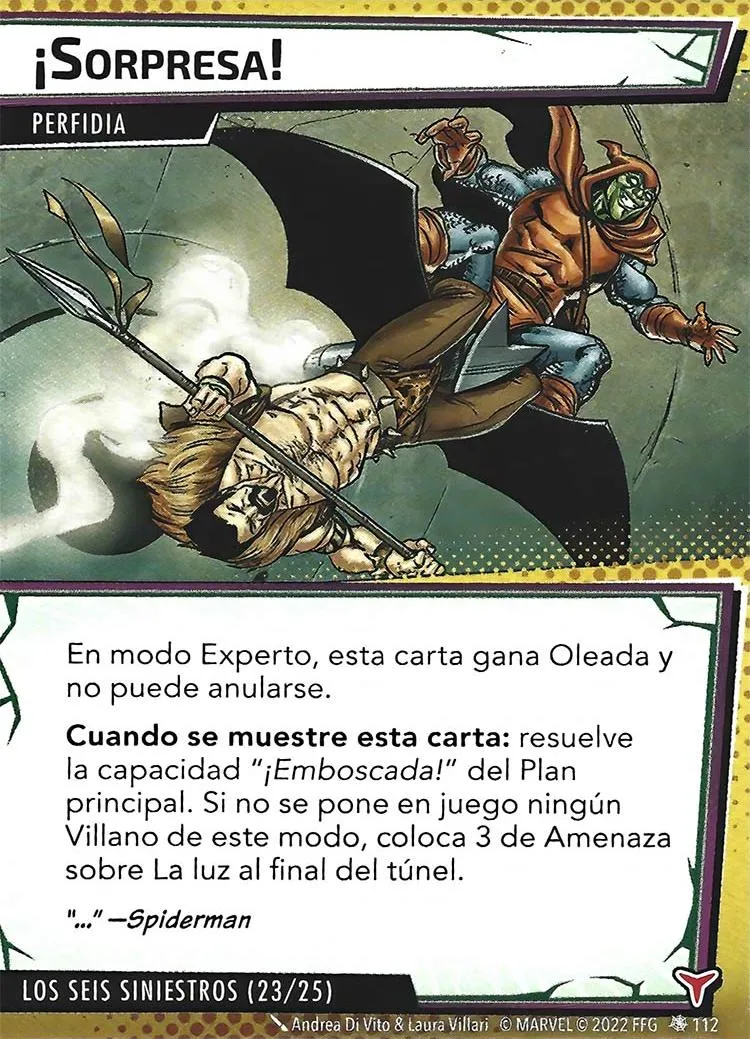 ¡SORPRESA!
PERFIDIA
En modo Experto, esta carta gana Oleada y
no puede anularse.
Cuando se muestre esta carta: resuelve
la capacidad "¡Emboscada!" del Plan
principal. Si no se pone en juego ningún
Villano de este modo, coloca 3 de Amenaza
sobre La luz al final del túnel.
"..." —Spiderman
LOS SEIS SINIESTROS (23/25)
Andrea Di Vito & Laura Villari © MARVEL © 2022 FFG 112